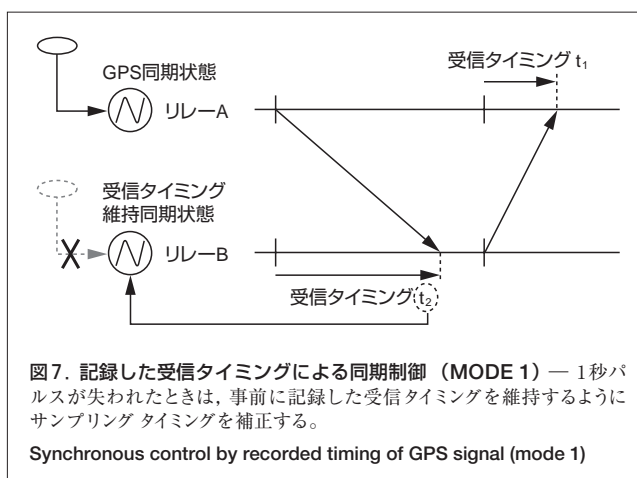 GPS同期状態
リレーA
受信タイミング t₁
受信タイミング
維持同期状態
リレーB
受信タイミング t₂
図7. 記録した受信タイミングによる同期制御 (MODE 1) — 1秒パ
ルスが失われたときは,事前に記録した受信タイミングを維持するように
サンプリング タイミングを補正する。
Synchronous control by recorded timing of GPS signal (mode 1)